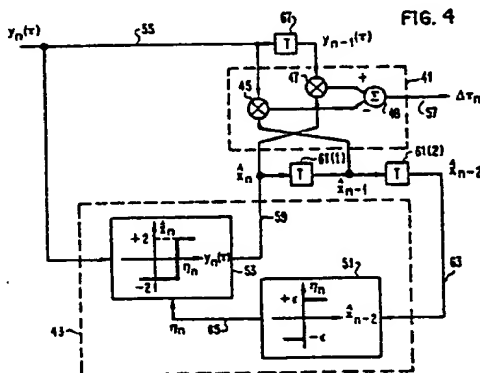 FIG. 4
yₙ(τ)
55
67
T
yₙ₋₁(τ)
41
47
+
45
Σ
−
48
57
Δτₙ
61(1)
61(2)
x̂ₙ
T
x̂ₙ₋₁
T
x̂ₙ₋₂
59
63
x̂ₙ
+2
ηₙ
yₙ(τ)
-2
53
51
ηₙ
+ε
x̂ₙ₋₂
-ε
43
ηₙ
65